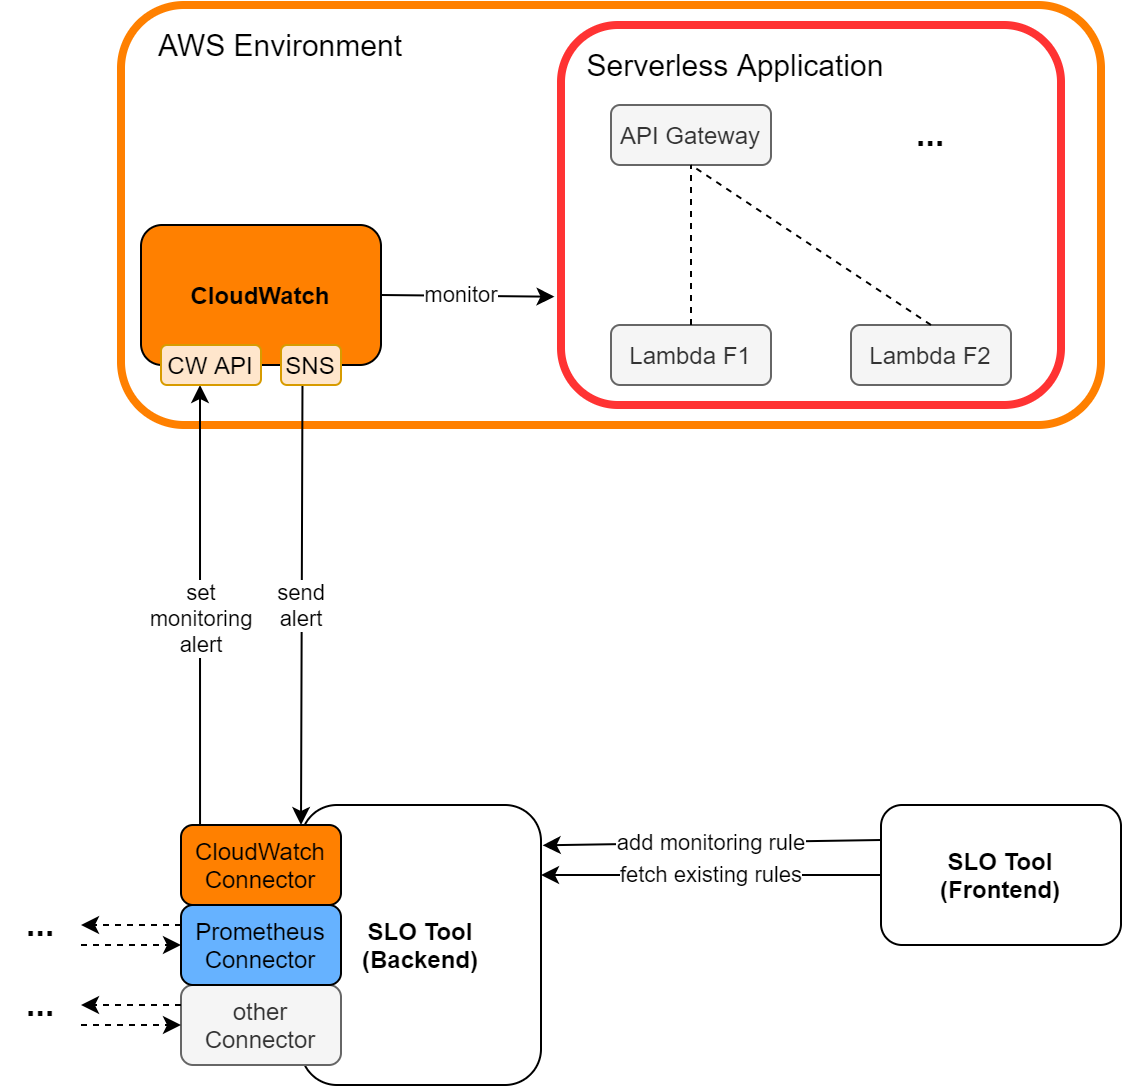 AWS Environment
Serverless Application
API Gateway
...
CloudWatch
monitor
CW API
SNS
Lambda F1
Lambda F2
set
monitoring
alert
send
alert
CloudWatch
Connector
Prometheus
Connector
other
Connector
...
...
SLO Tool
(Backend)
add monitoring rule
fetch existing rules
SLO Tool
(Frontend)